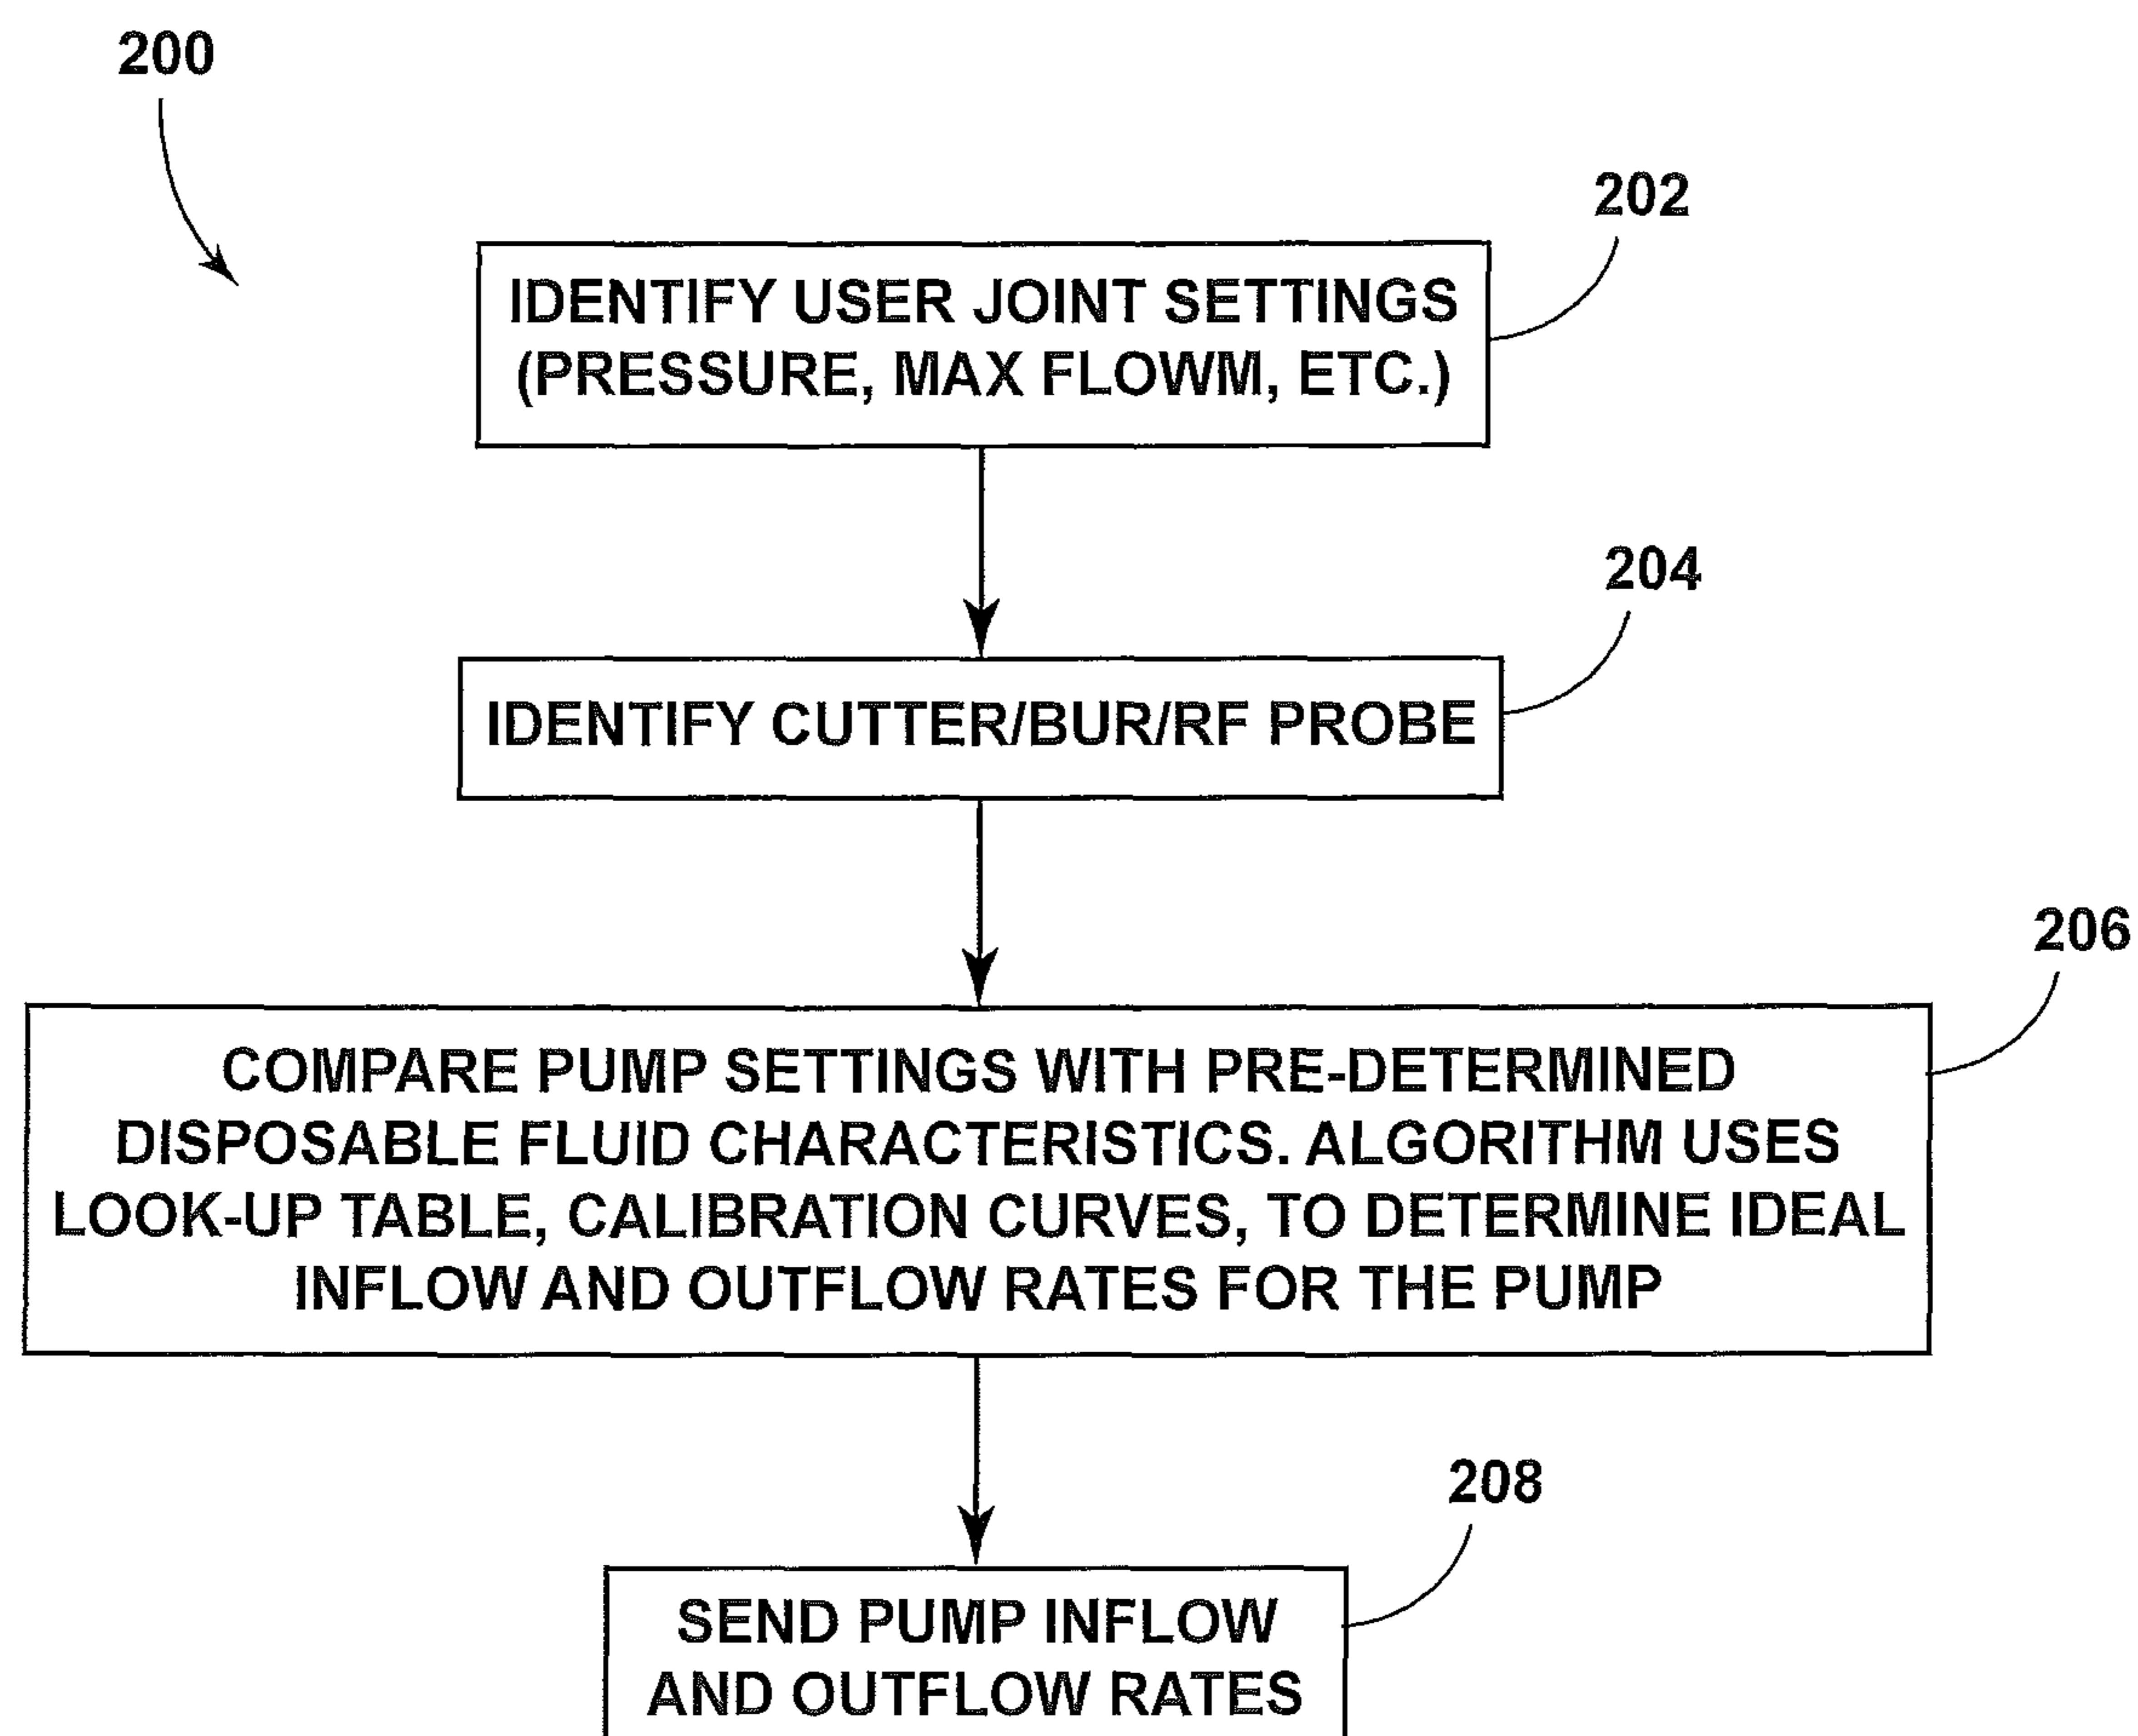 200
202
IDENTIFY USER JOINT SETTINGS
(PRESSURE, MAX FLOWM, ETC.)
204
IDENTIFY CUTTER/BUR/RF PROBE
206
COMPARE PUMP SETTINGS WITH PRE-DETERMINED
DISPOSABLE FLUID CHARACTERISTICS. ALGORITHM USES
LOOK-UP TABLE, CALIBRATION CURVES, TO DETERMINE IDEAL
INFLOW AND OUTFLOW RATES FOR THE PUMP
208
SEND PUMP INFLOW
AND OUTFLOW RATES